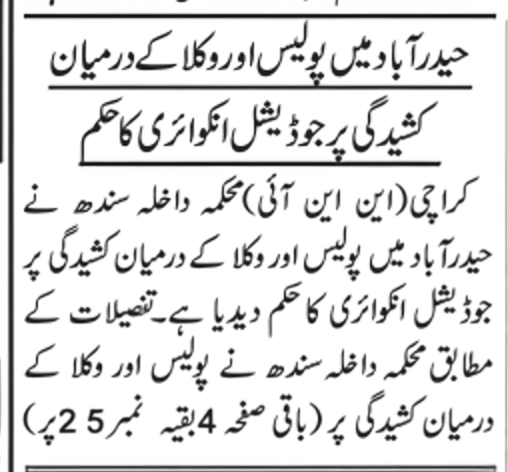 حیدرآباد میں پولیس اور وکلا کے درمیان
کشیدگی پر جوڈیشل انکوائری کا حکم
کراچی (این این آئی) محکمہ داخلہ سندھ نے
حیدرآباد میں پولیس اور وکلا کے درمیان کشیدگی پر
جوڈیشل انکوائری کا حکم دیدیا ہے۔ تفصیلات کے
مطابق محکمہ داخلہ سندھ نے پولیس اور وکلا کے
درمیان کشیدگی پر (باقی صفحہ 4 بقیہ نمبر 25 پر)